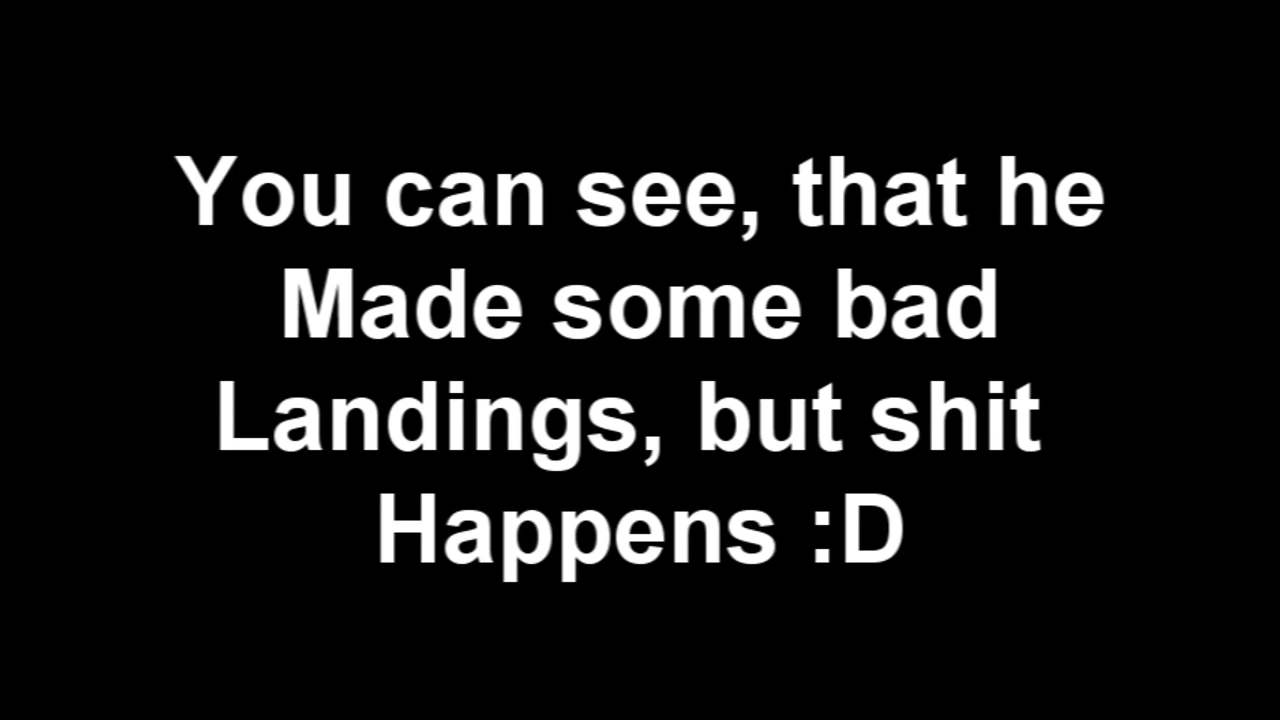 You can see, that he
Made some bad
Landings, but shit
Happens :D